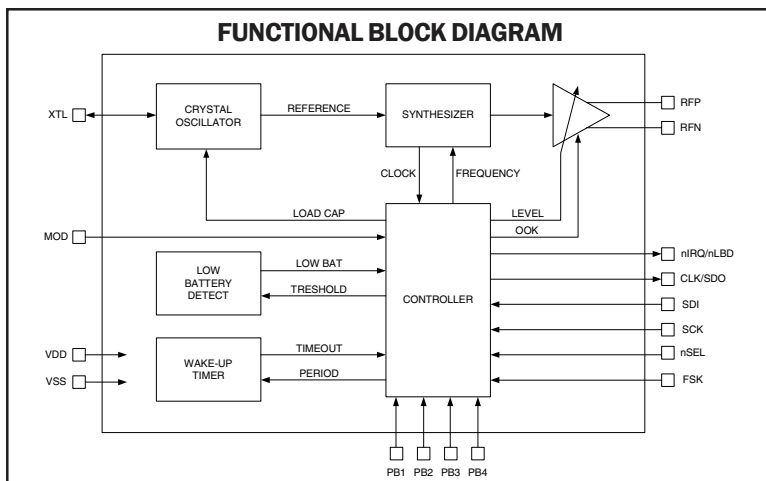 FUNCTIONAL BLOCK DIAGRAM
XTL
CRYSTAL
OSCILLATOR
REFERENCE
SYNTHESIZER
RFP
RFN
CLOCK
FREQUENCY
LOAD CAP
LEVEL
MOD
OOK
LOW
BATTERY
DETECT
LOW BAT
TRESHOLD
CONTROLLER
nIRQ/nLBD
CLK/SDO
SDI
SCK
nSEL
FSK
VDD
VSS
WAKE-UP
TIMER
TIMEOUT
PERIOD
PB1 PB2 PB3 PB4